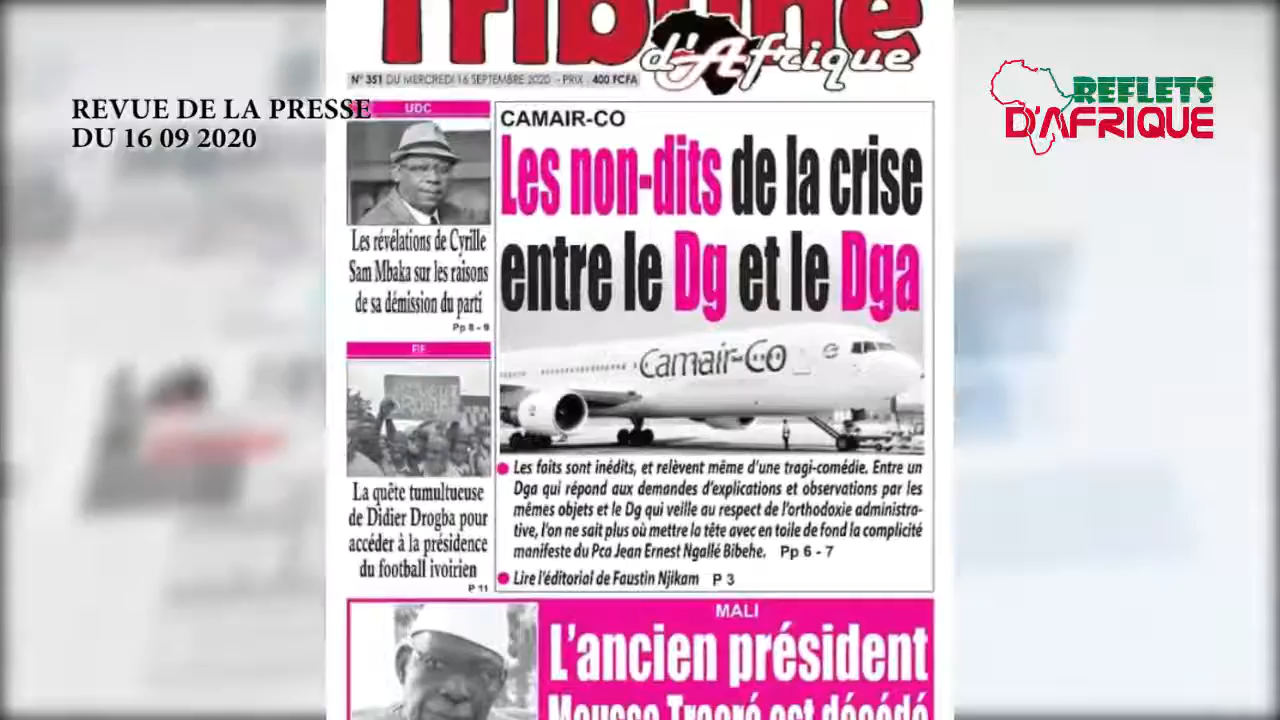 Tribune
d'Afrique
N° 351 DU MERCREDI 16 SEPTEMBRE 2020 - PRIX : 400 FCFA
REVUE DE LA PRESSE
DU 16 09 2020
REFLETS
D'AFRIQUE
UDC
Les révélations de Cyrille
Sam Mbaka sur les raisons
de sa démission du parti
Pp 8 - 9
FIF
La quête tumultueuse
de Didier Drogba pour
accéder à la présidence
du football ivoirien
P 11
CAMAIR-CO
Les non-dits de la crise
entre le Dg et le Dga
Camair-Co
Les faits sont inédits, et relèvent même d'une tragi-comédie. Entre un
Dga qui répond aux demandes d'explications et observations par les
mêmes objets et le Dg qui veille au respect de l'orthodoxie administra-
tive, l'on ne sait plus où mettre la tête avec en toile de fond la complicité
manifeste du Pca Jean Ernest Ngallé Bibehe. Pp 6 - 7
Lire l'éditorial de Faustin Njikam P 3
MALI
L'ancien président
Moussa Traoré est décédé